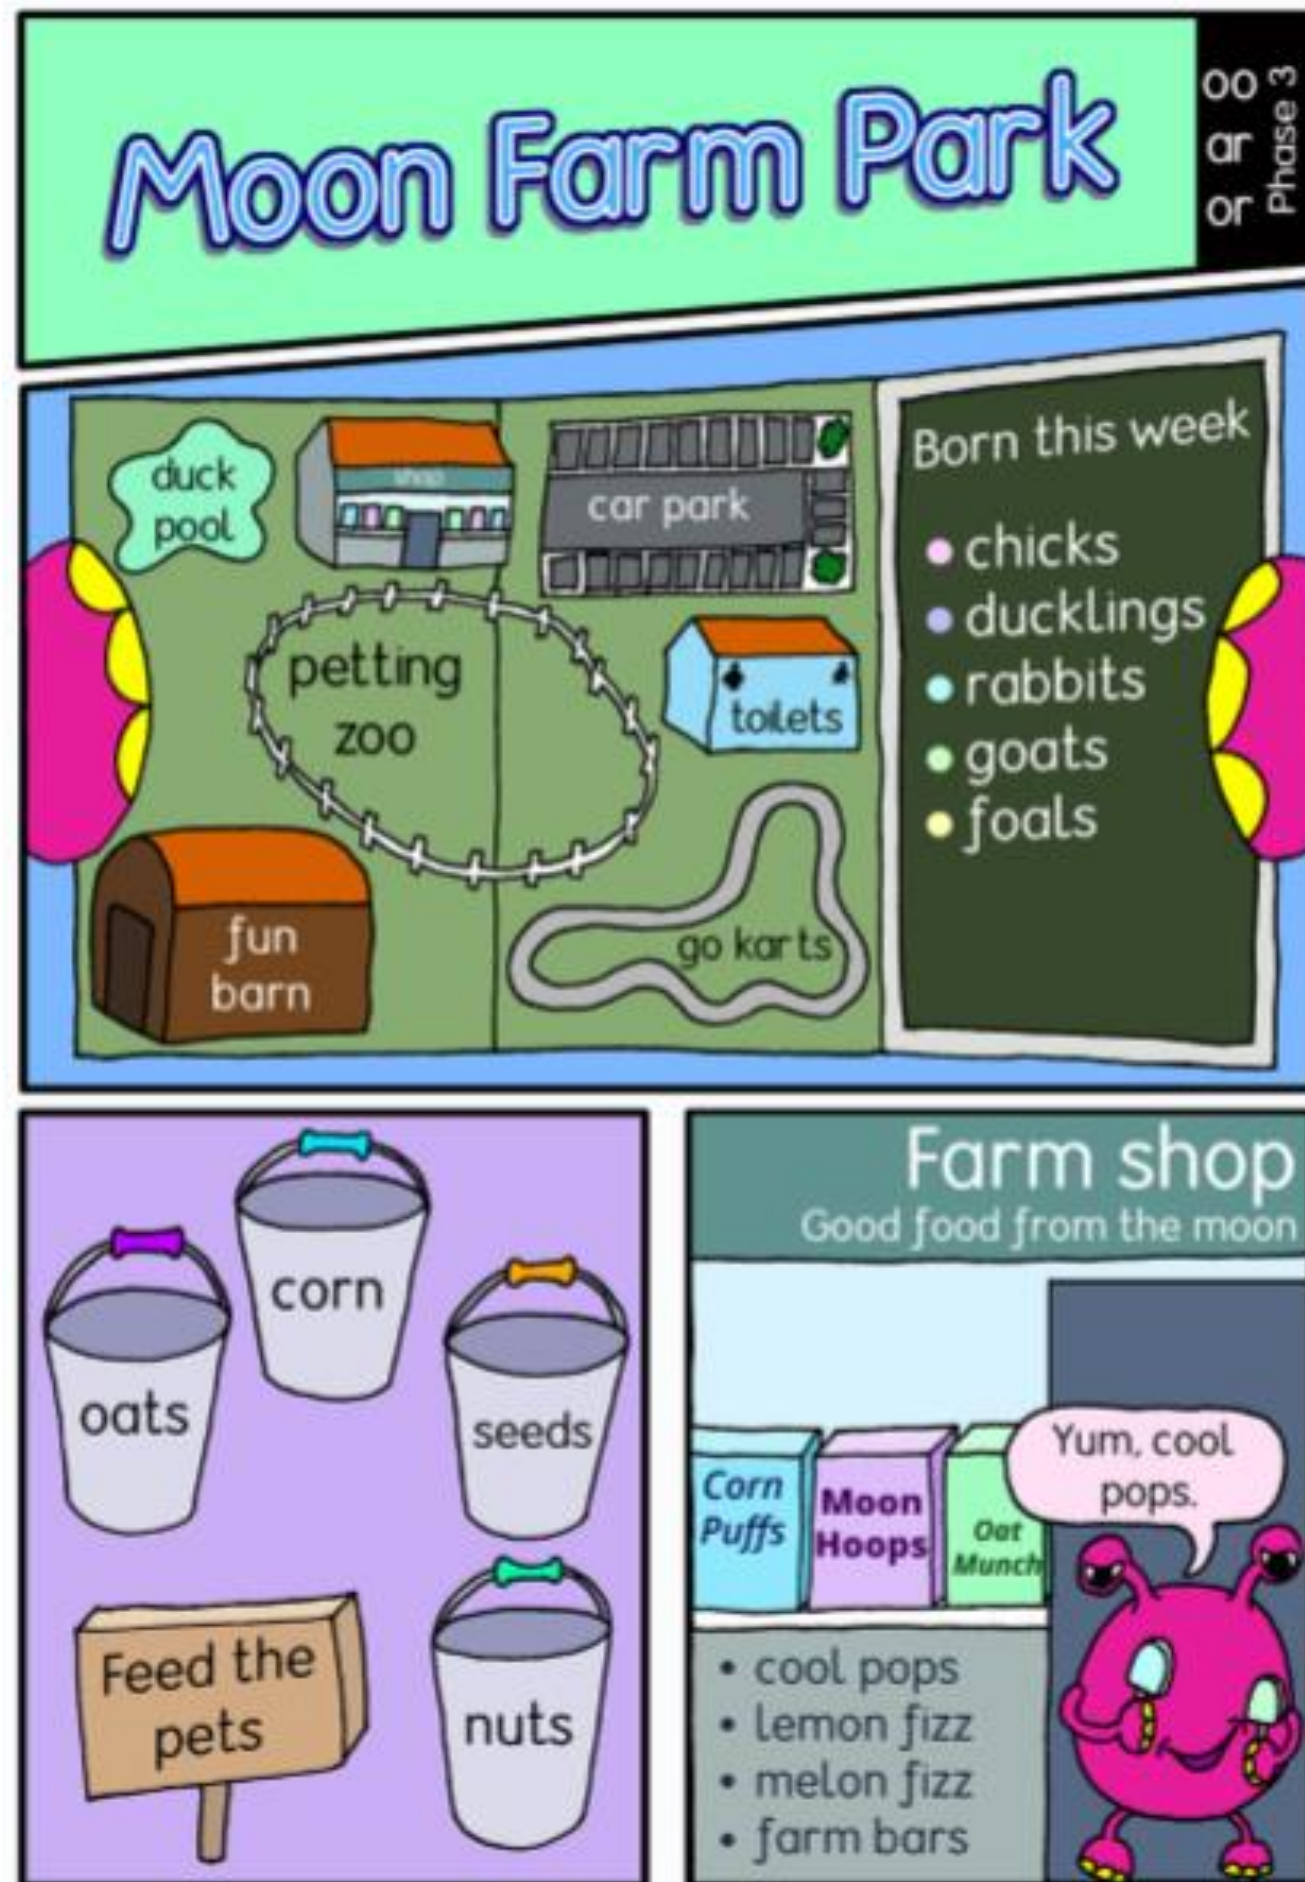 Moon Farm Park
oo
ar
or
Phase 3
duck
pool
shop
car park
petting
zoo
toilets
fun
barn
go karts
Born this week
• chicks
• ducklings
• rabbits
• goats
• foals
corn
oats
seeds
nuts
Feed the
pets
Farm shop
Good food from the moon
Corn
Puffs
Moon
Hoops
Oat
Munch
Yum, cool
pops.
• cool pops
• lemon fizz
• melon fizz
• farm bars